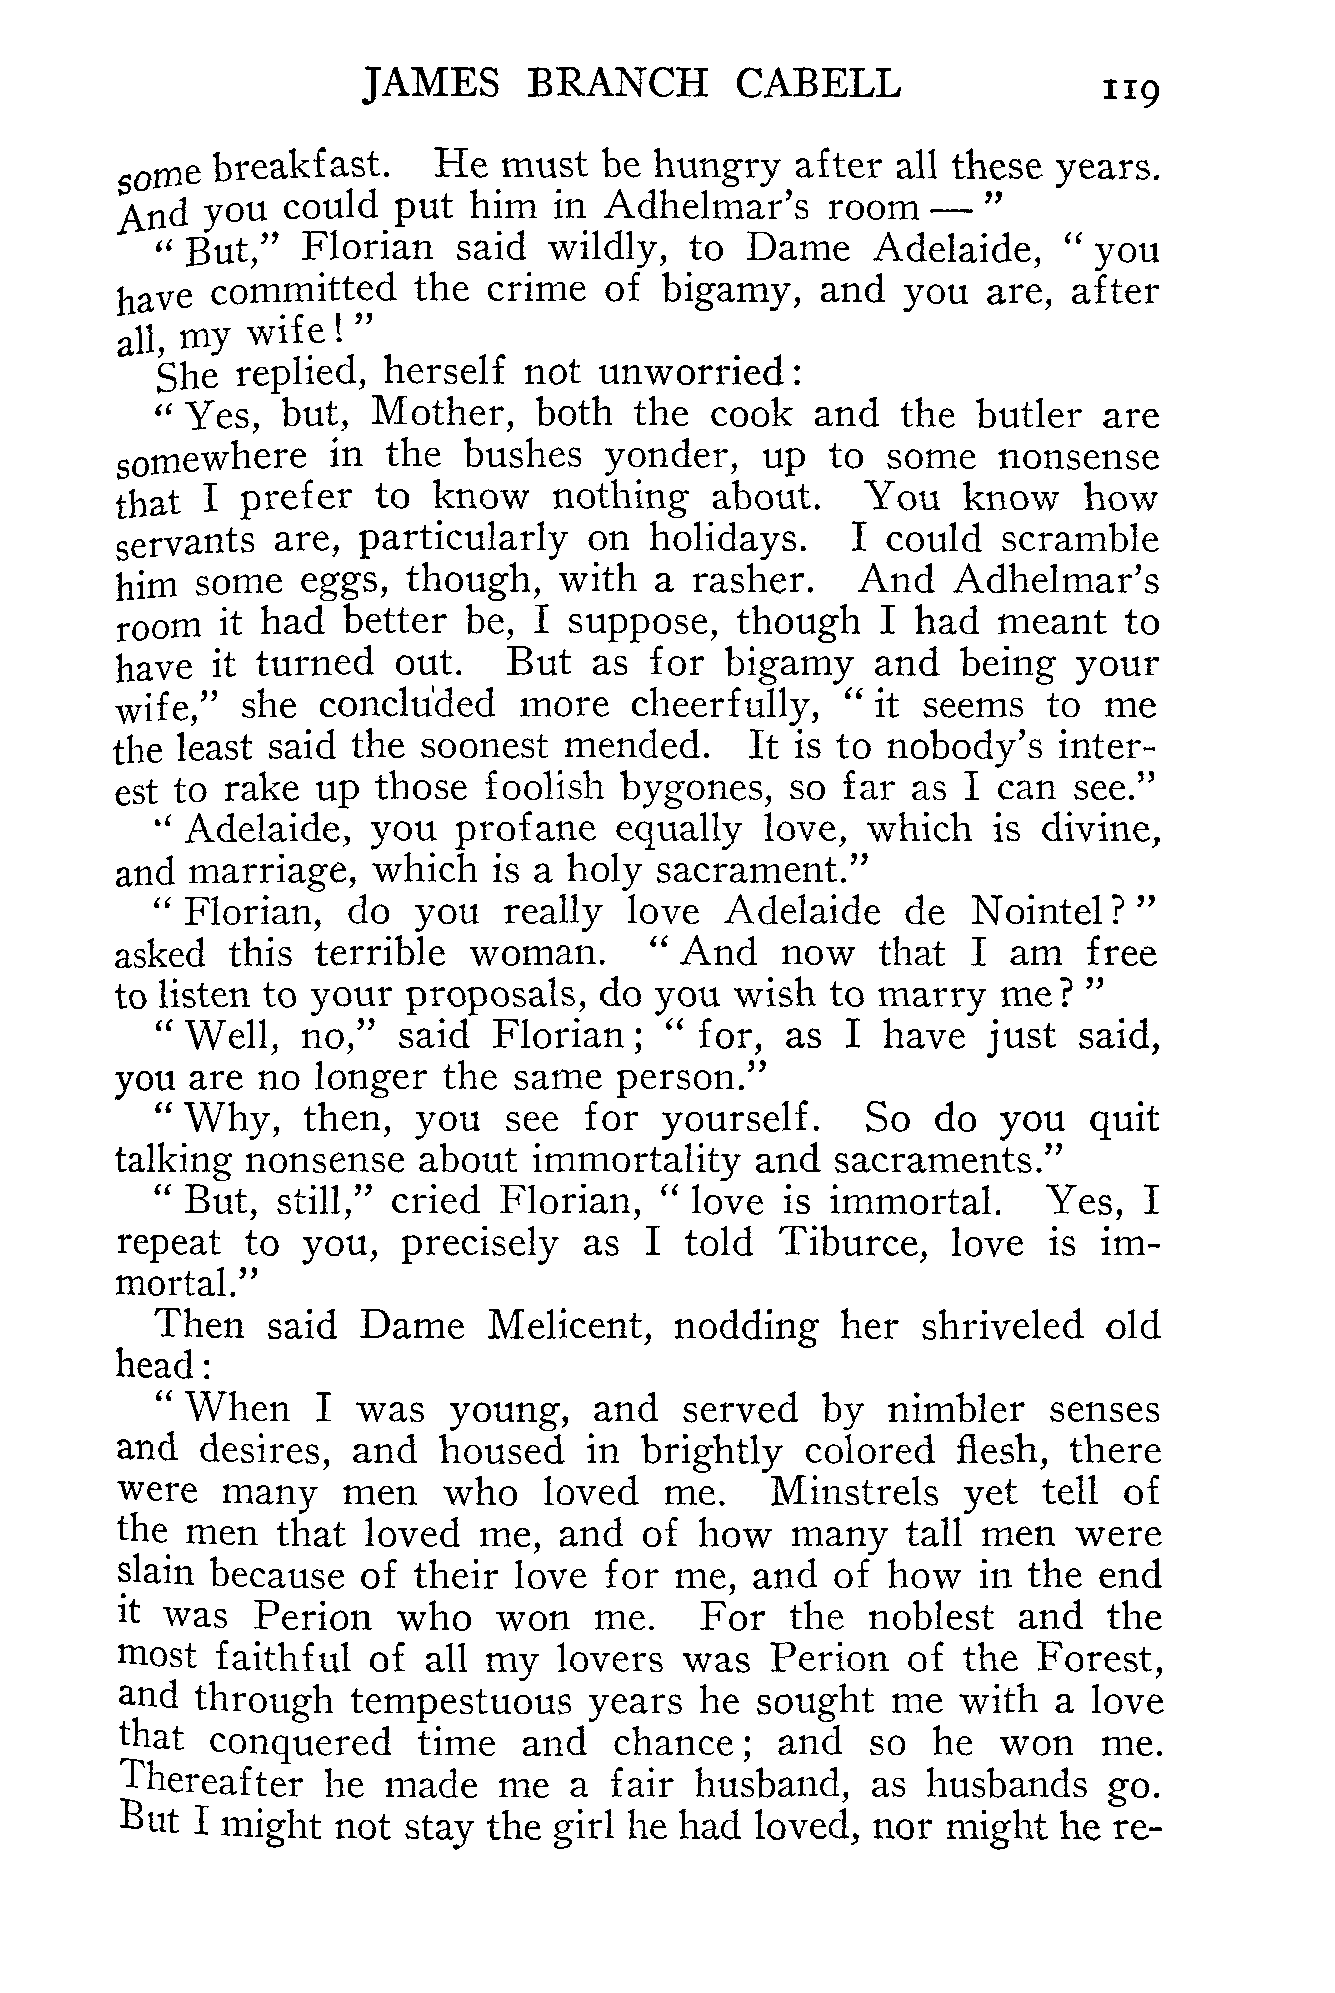 JAMES BRANCH CABELL 119
some breakfast. He must be hungry after all these years.
And you could put him in Adhelmar's room — "
" But," Florian said wildly, to Dame Adelaide, " you
have committed the crime of bigamy, and you are, after
all, my wife ! "
She replied, herself not unworried :
" Yes, but, Mother, both the cook and the butler are
somewhere in the bushes yonder, up to some nonsense
that I prefer to know nothing about. You know how
servants are, particularly on holidays. I could scramble
him some eggs, though, with a rasher. And Adhelmar's
room it had better be, I suppose, though I had meant to
have it turned out. But as for bigamy and being your
wife," she concluded more cheerfully, " it seems to me
the least said the soonest mended. It is to nobody's inter-
est to rake up those foolish bygones, so far as I can see."
" Adelaide, you profane equally love, which is divine,
and marriage, which is a holy sacrament."
" Florian, do you really love Adelaide de Nointel ? "
asked this terrible woman. " And now that I am free
to listen to your proposals, do you wish to marry me ? "
" Well, no," said Florian ; " for, as I have just said,
you are no longer the same person."
" Why, then, you see for yourself. So do you quit
talking nonsense about immortality and sacraments."
" But, still," cried Florian, " love is immortal. Yes, I
repeat to you, precisely as I told Tiburce, love is im-
mortal."
Then said Dame Melicent, nodding her shriveled old
head :
" When I was young, and served by nimbler senses
and desires, and housed in brightly colored flesh, there
were many men who loved me. Minstrels yet tell of
the men that loved me, and of how many tall men were
slain because of their love for me, and of how in the end
it was Perion who won me. For the noblest and the
most faithful of all my lovers was Perion of the Forest,
and through tempestuous years he sought me with a love
that conquered time and chance ; and so he won me.
Thereafter he made me a fair husband, as husbands go.
But I might not stay the girl he had loved, nor might he re-